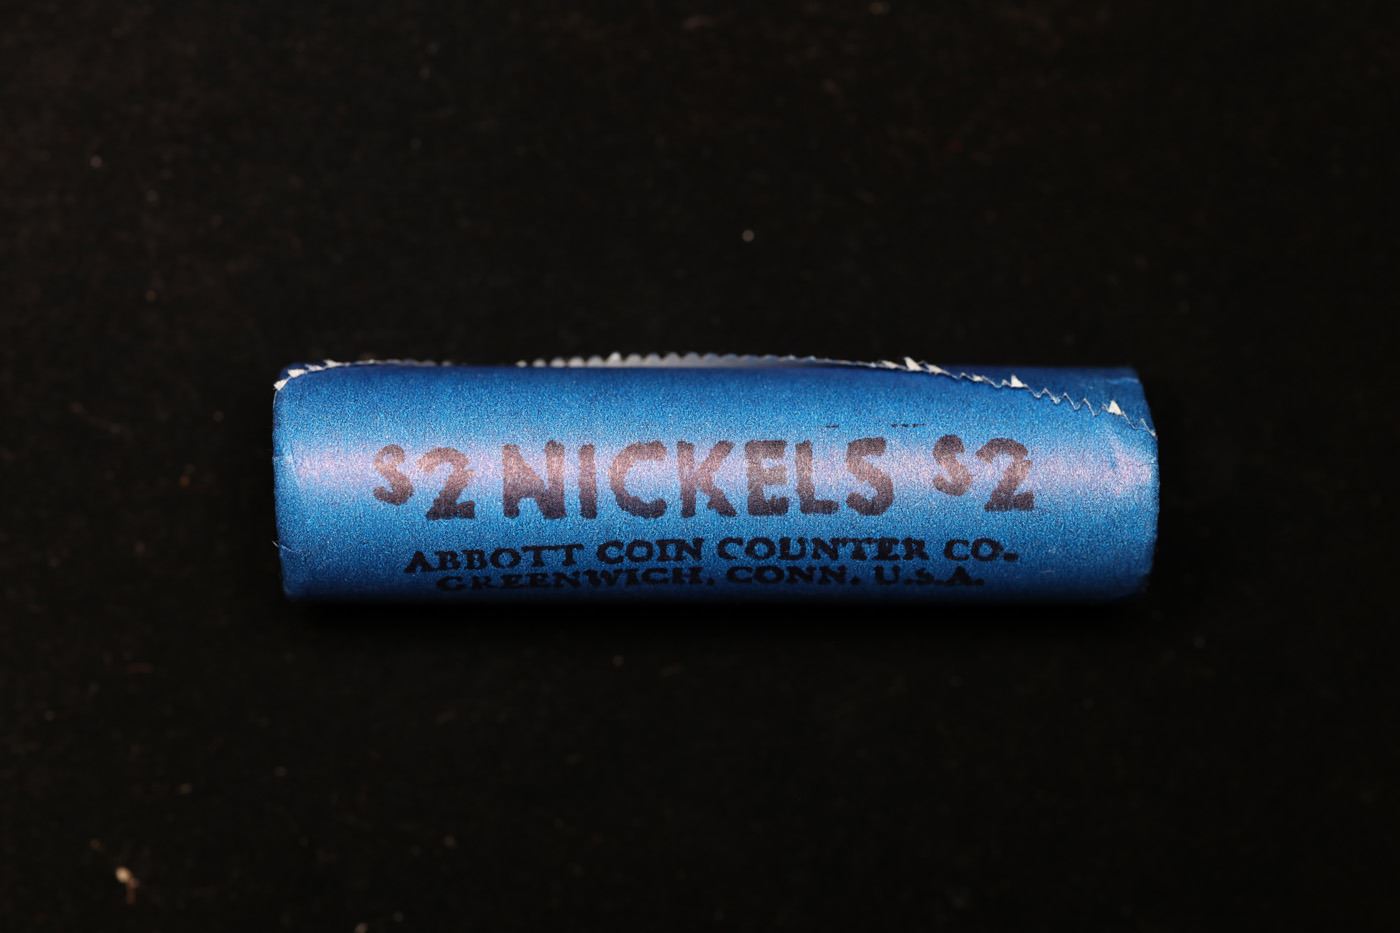 $2 NICKELS $2
ABBOTT COIN COUNTER CO.
GREENWICH, CONN. U.S.A.